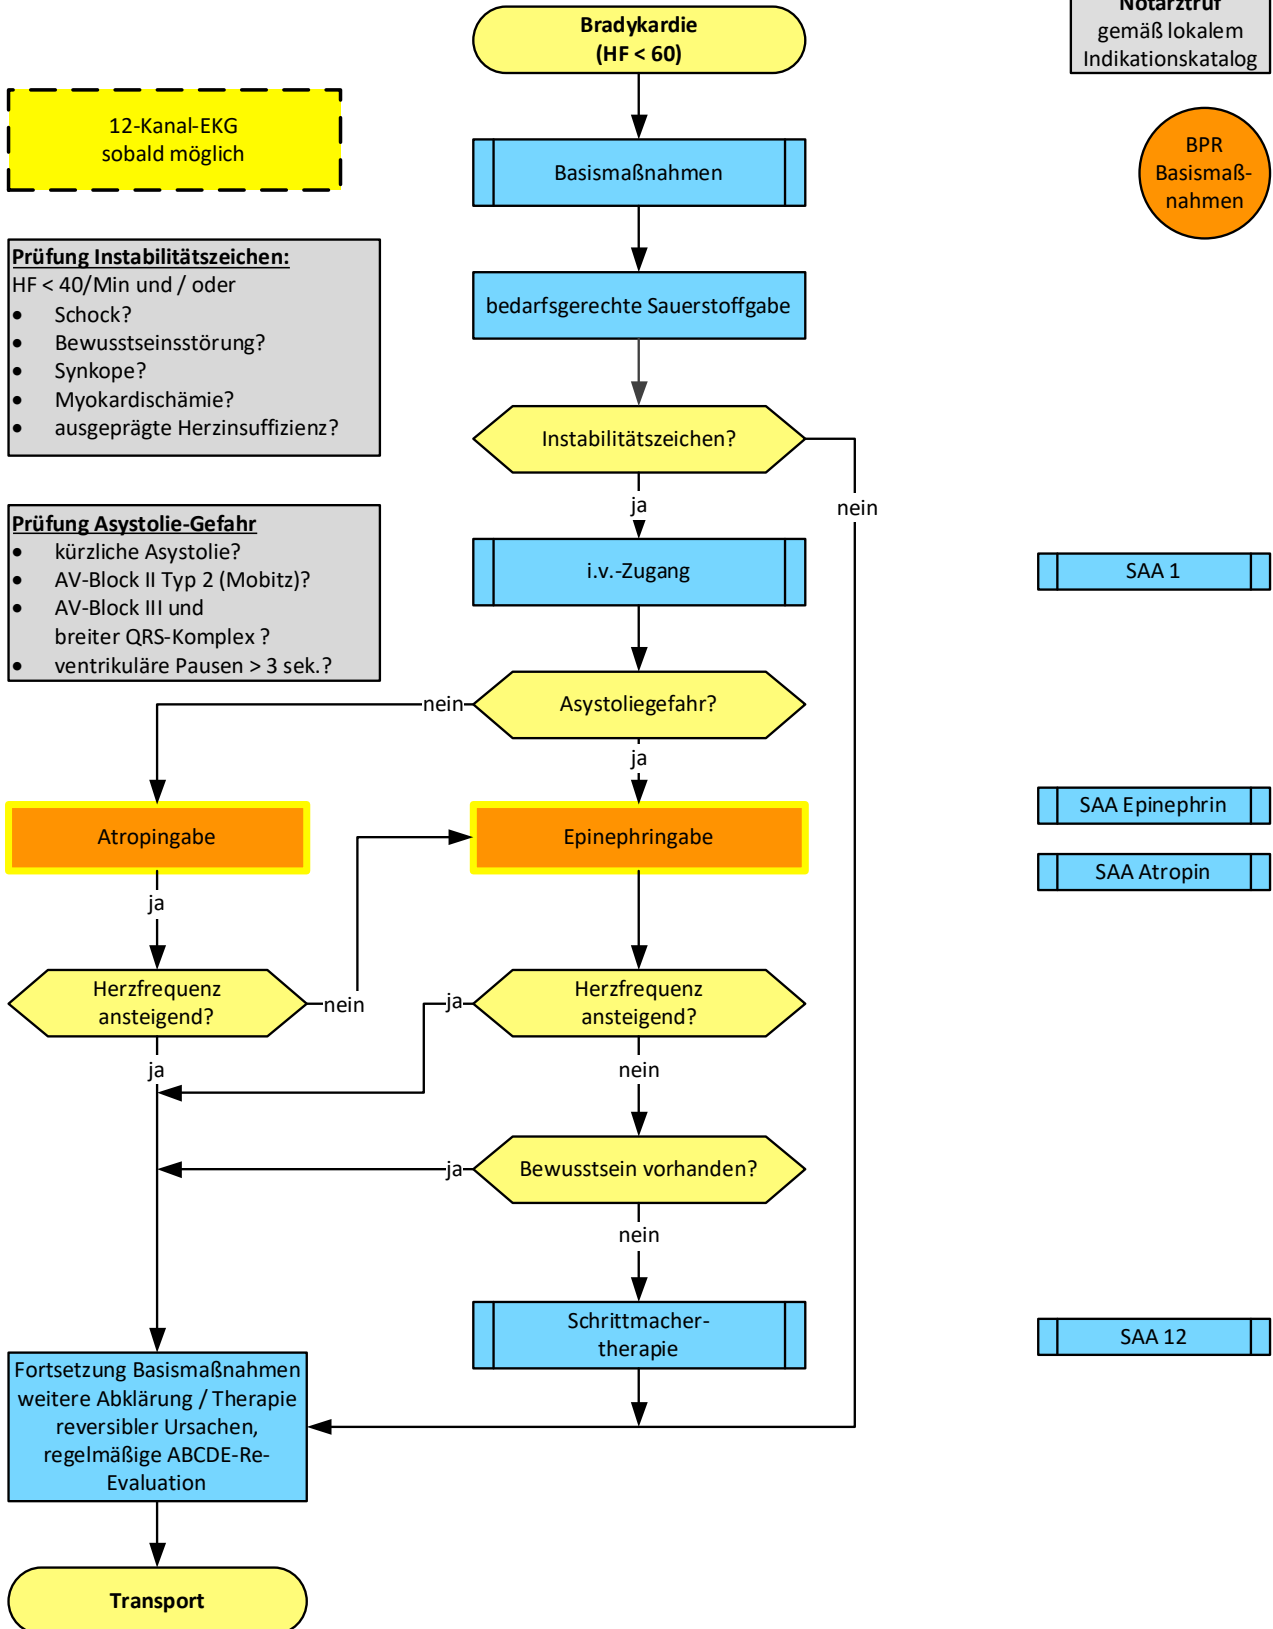 Notarztruf
gemäß lokalem
Indikationskatalog
Bradykardie
(HF < 60)
12-Kanal-EKG
sobald möglich
Basismaßnahmen
BPR
Basismaß-
nahmen
Prüfung Instabilitätszeichen:
HF < 40/Min und / oder
• Schock?
• Bewusstseinsstörung?
• Synkope?
• Myokardischämie?
• ausgeprägte Herzinsuffizienz?
bedarfsgerechte Sauerstoffgabe
Instabilitätszeichen?
ja
nein
Prüfung Asystolie-Gefahr
• kürzliche Asystolie?
• AV-Block II Typ 2 (Mobitz)?
• AV-Block III und
breiter QRS-Komplex ?
• ventrikuläre Pausen > 3 sek.?
i.v.-Zugang
SAA 1
nein
Asystoliegefahr?
ja
Atropingabe
Epinephringabe
SAA Epinephrin
SAA Atropin
ja
Herzfrequenz
ansteigend?
nein
ja
Herzfrequenz
ansteigend?
ja
nein
ja
Bewusstsein vorhanden?
nein
Schrittmacher-
therapie
SAA 12
Fortsetzung Basismaßnahmen
weitere Abklärung / Therapie
reversibler Ursachen,
regelmäßige ABCDE-Re-
Evaluation
Transport